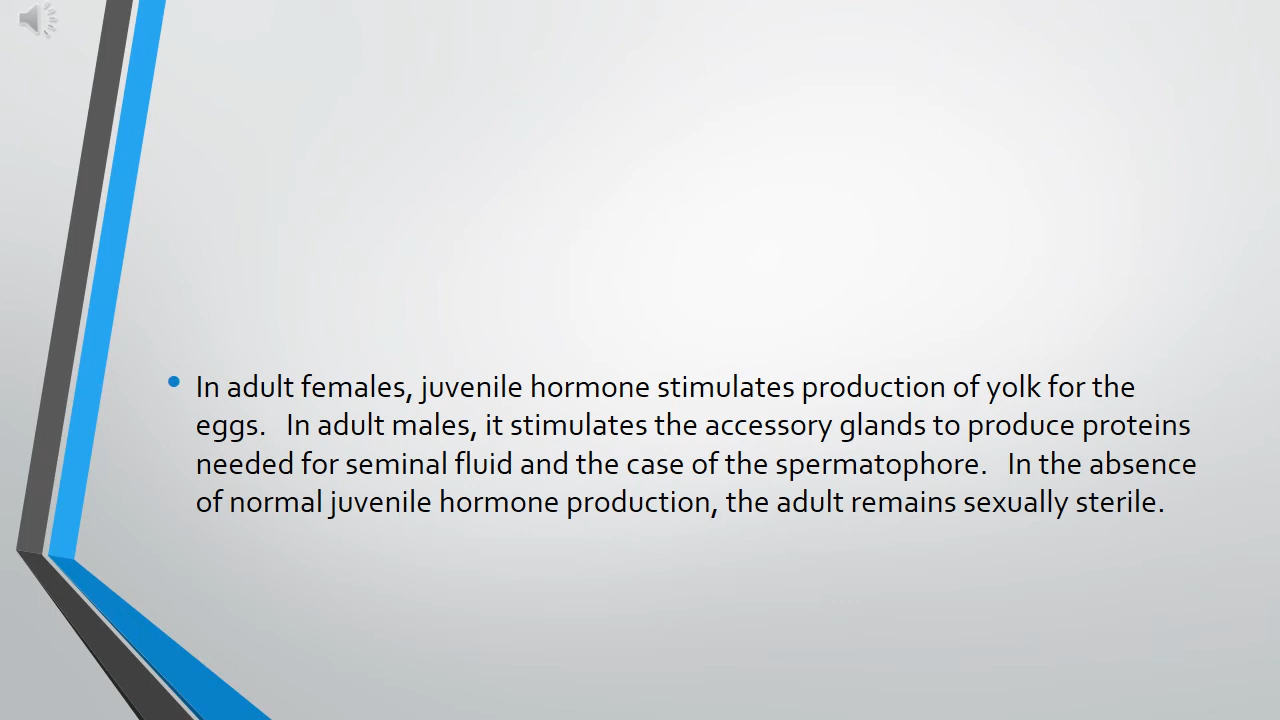 • In adult females, juvenile hormone stimulates production of yolk for the
eggs.   In adult males, it stimulates the accessory glands to produce proteins
needed for seminal fluid and the case of the spermatophore.   In the absence
of normal juvenile hormone production, the adult remains sexually sterile.